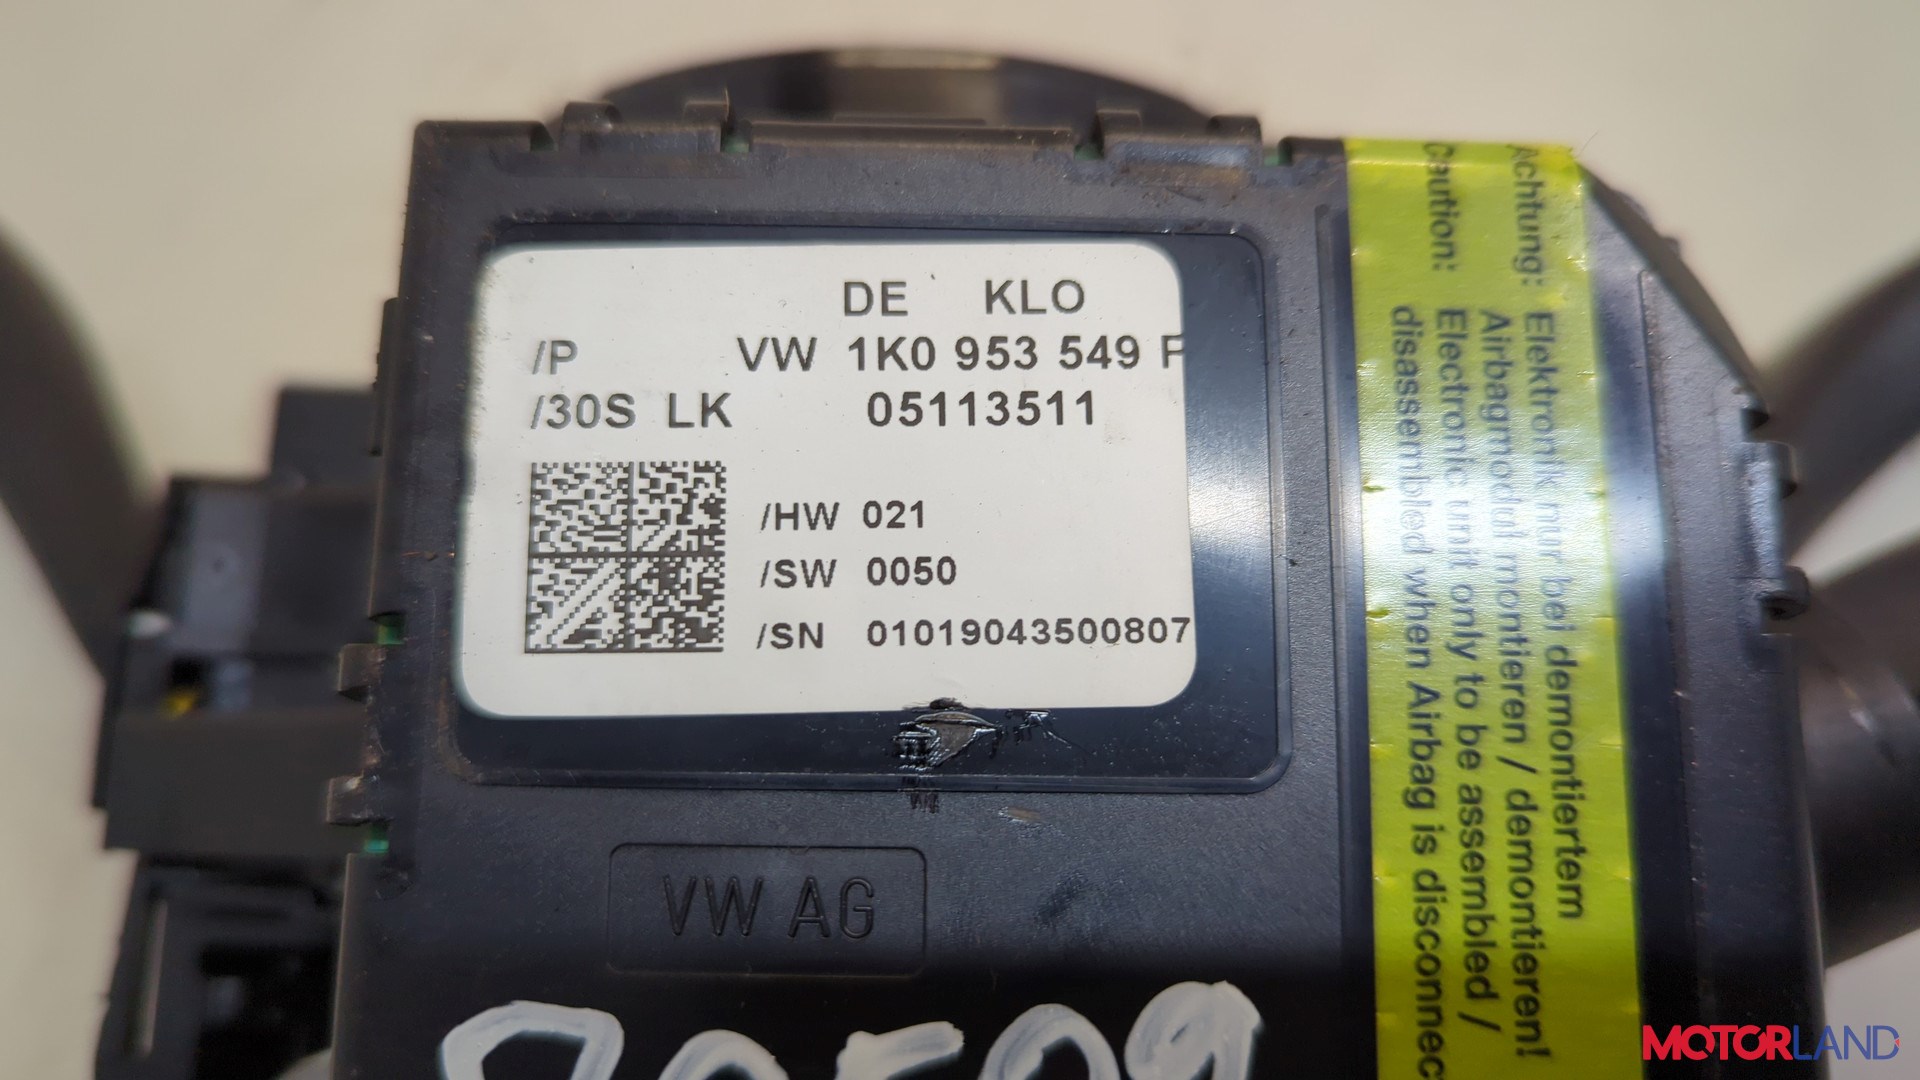 DE KLO
/P VW 1K0 953 549 F
/30S LK 05113511
/HW 021
/SW 0050
/SN 01019043500807
Achtung: Elektronik nur bei demontiertem
Airbagmodul montieren / demontieren!
Caution: Electronic unit only to be assembled /
disassembled when Airbag is disconnec
VW AG
MOTORLAND